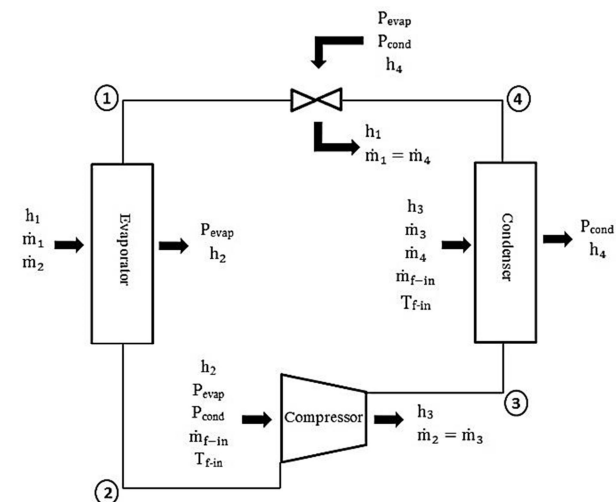 P_evap
P_cond
h_4
①
④
h_1
ṁ_1 = ṁ_4
h_1
ṁ_1
ṁ_2
Evaporator
P_evap
h_2
h_3
ṁ_3
ṁ_4
ṁ_f−in
T_f-in
Condenser
P_cond
h_4
h_2
P_evap
P_cond
ṁ_f−in
T_f-in
Compressor
h_3
ṁ_2 = ṁ_3
③
②